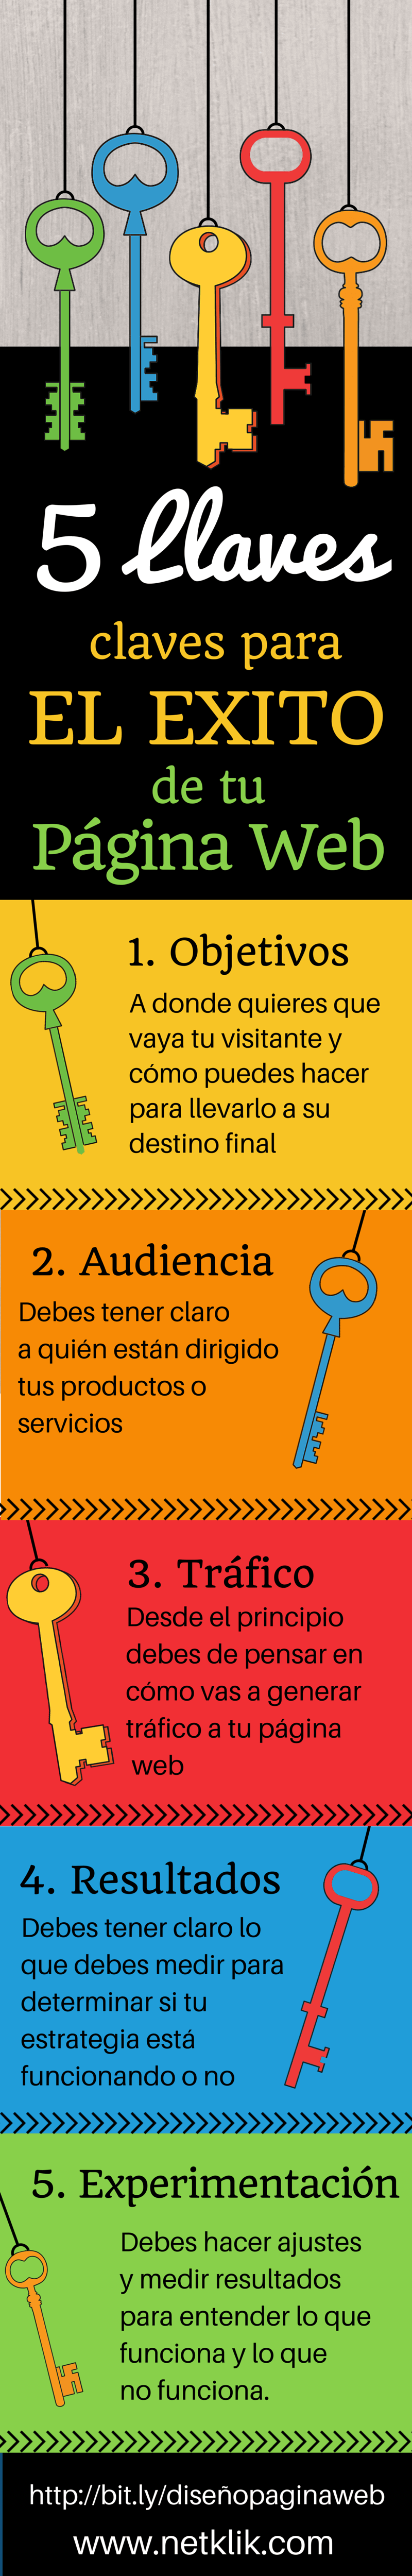 5 Llaves
claves para
EL EXITO
de tu
Página Web
1. Objetivos
A donde quieres que
vaya tu visitante y
cómo puedes hacer
para llevarlo a su
destino final
2. Audiencia
Debes tener claro
a quién están dirigido
tus productos o
servicios
3. Tráfico
Desde el principio
debes de pensar en
cómo vas a generar
tráfico a tu página
web
4. Resultados
Debes tener claro lo
que debes medir para
determinar si tu
estrategia está
funcionando o no
5. Experimentación
Debes hacer ajustes
y medir resultados
para entender lo que
funciona y lo que
no funciona.
http://bit.ly/diseñopaginaweb
www.netklik.com